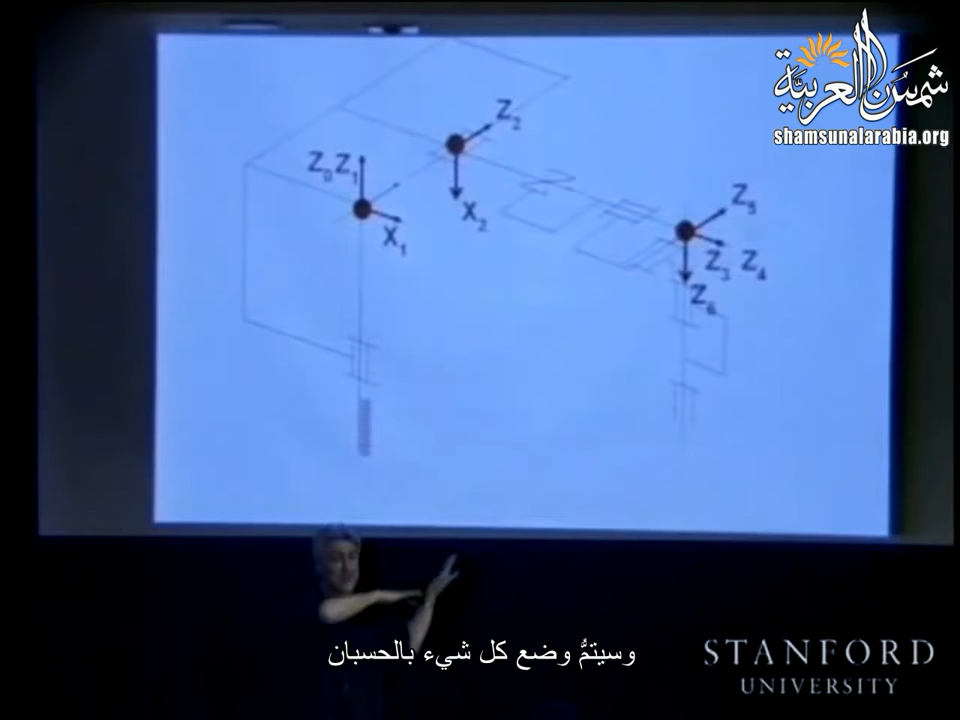 شمس العربية
shamsunalarabia.org
Z₂
Z₀ Z₁
X₂
X₁
Z₅
Z₃ Z₄
Z₆
وسيتمُّ وضع كل شيء بالحسبان
STANFORD
UNIVERSITY